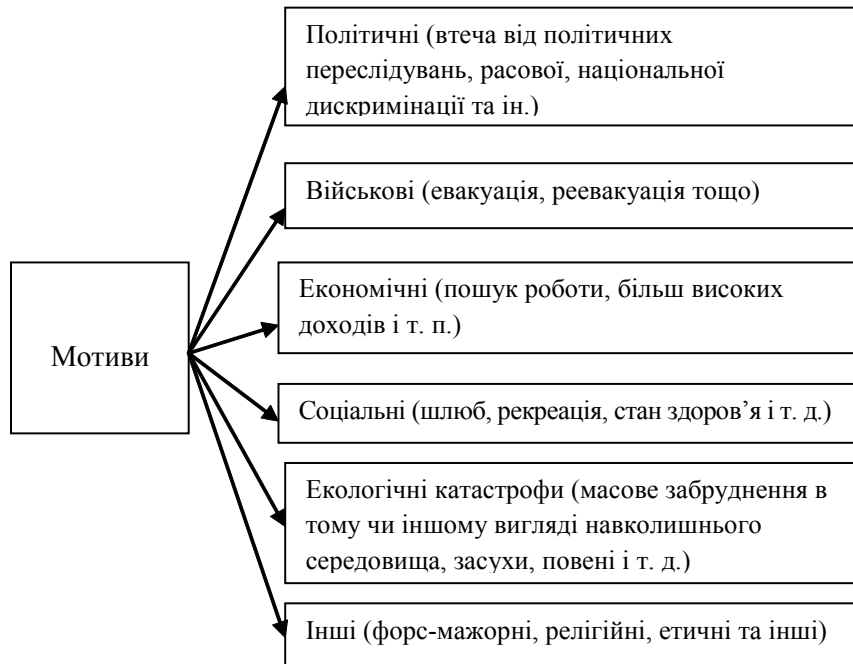 Політичні (втеча від політичних
переслідувань, расової, національної
дискримінації та ін.)
Військові (евакуація, реевакуація тощо)
Економічні (пошук роботи, більш високих
доходів і т. п.)
Мотиви
Соціальні (шлюб, рекреація, стан здоров’я і т. д.)
Екологічні катастрофи (масове забруднення в
тому чи іншому вигляді навколишнього
середовища, засухи, повені і т. д.)
Інші (форс-мажорні, релігійні, етичні та інші)